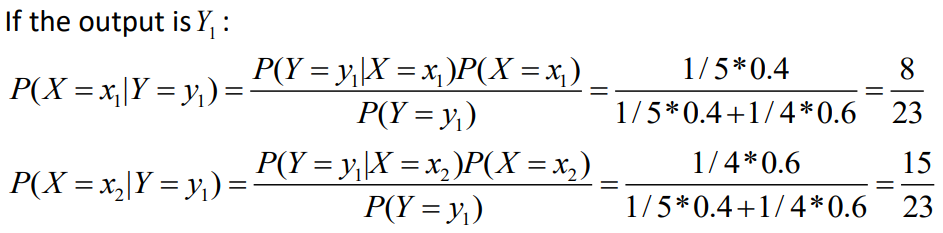 If the output is Y₁ :
P(X = x₁|Y = y₁) = P(Y = y₁|X = x₁)P(X = x₁) / P(Y = y₁) = 1/5*0.4 / 1/5*0.4+1/4*0.6 = 8 / 23
P(X = x₂|Y = y₁) = P(Y = y₁|X = x₂)P(X = x₂) / P(Y = y₁) = 1/4*0.6 / 1/5*0.4+1/4*0.6 = 15 / 23